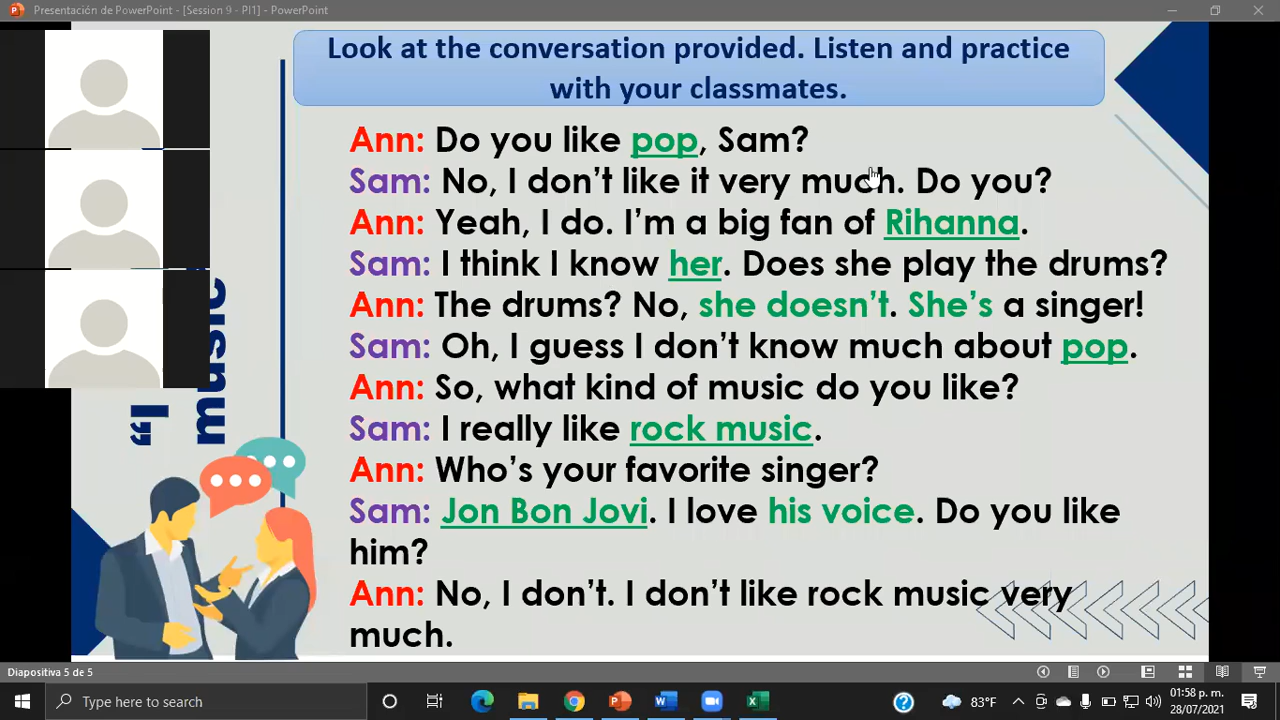 Presentación de PowerPoint - [Session 9 - PI1] - PowerPoint
Look at the conversation provided. Listen and practice
with your classmates.
Ann: Do you like pop, Sam?
Sam: No, I don't like it very much. Do you?
Ann: Yeah, I do. I'm a big fan of Rihanna.
Sam: I think I know her. Does she play the drums?
Ann: The drums? No, she doesn't. She's a singer!
Sam: Oh, I guess I don't know much about pop.
Ann: So, what kind of music do you like?
Sam: I really like rock music.
Ann: Who's your favorite singer?
Sam: Jon Bon Jovi. I love his voice. Do you like
him?
Ann: No, I don't. I don't like rock music very
much.
"I
music
Diapositiva 5 de 5
Type here to search
83°F
01:58 p. m.
28/07/2021